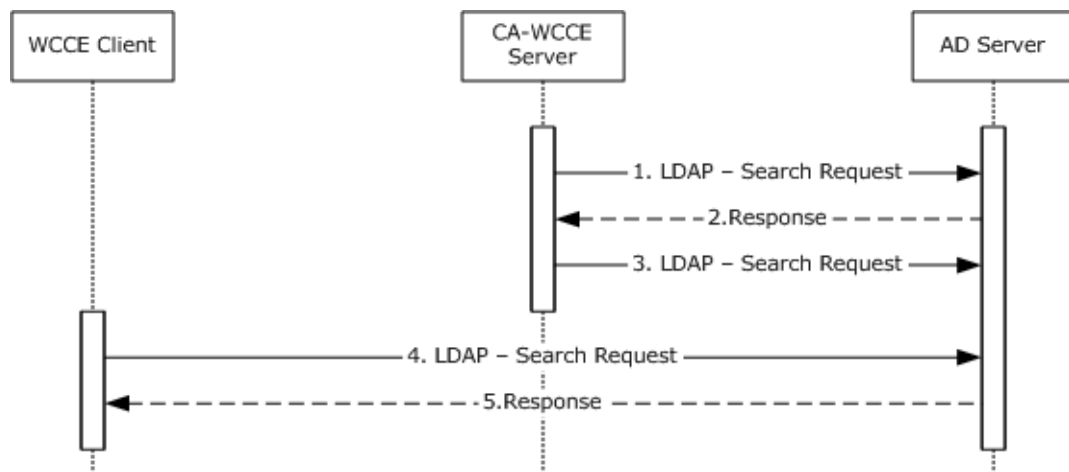 WCCE Client
CA-WCCE
Server
AD Server
1. LDAP – Search Request
2.Response
3. LDAP – Search Request
4. LDAP – Search Request
5.Response